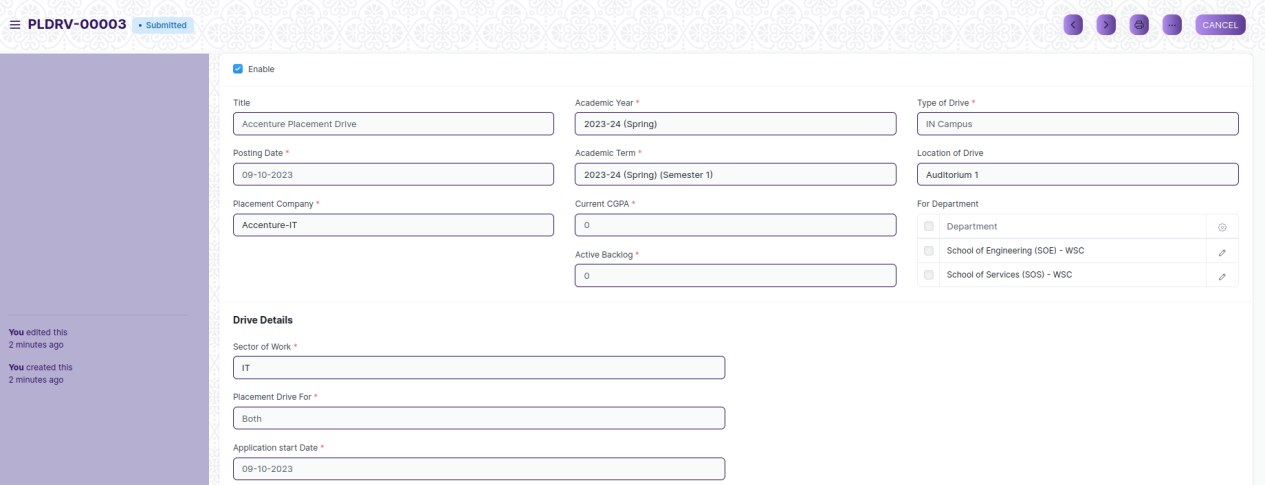 PLDRV-00003 • Submitted
CANCEL
Enable
Title
Accenture Placement Drive
Academic Year *
2023-24 (Spring)
Type of Drive *
IN Campus
Posting Date *
09-10-2023
Academic Term *
2023-24 (Spring) (Semester 1)
Location of Drive
Auditorium 1
Placement Company *
Accenture-IT
Current CGPA *
0
For Department
Department
School of Engineering (SOE) - WSC
School of Services (SOS) - WSC
Active Backlog *
0
You edited this
2 minutes ago
You created this
2 minutes ago
Drive Details
Sector of Work *
IT
Placement Drive For *
Both
Application start Date *
09-10-2023